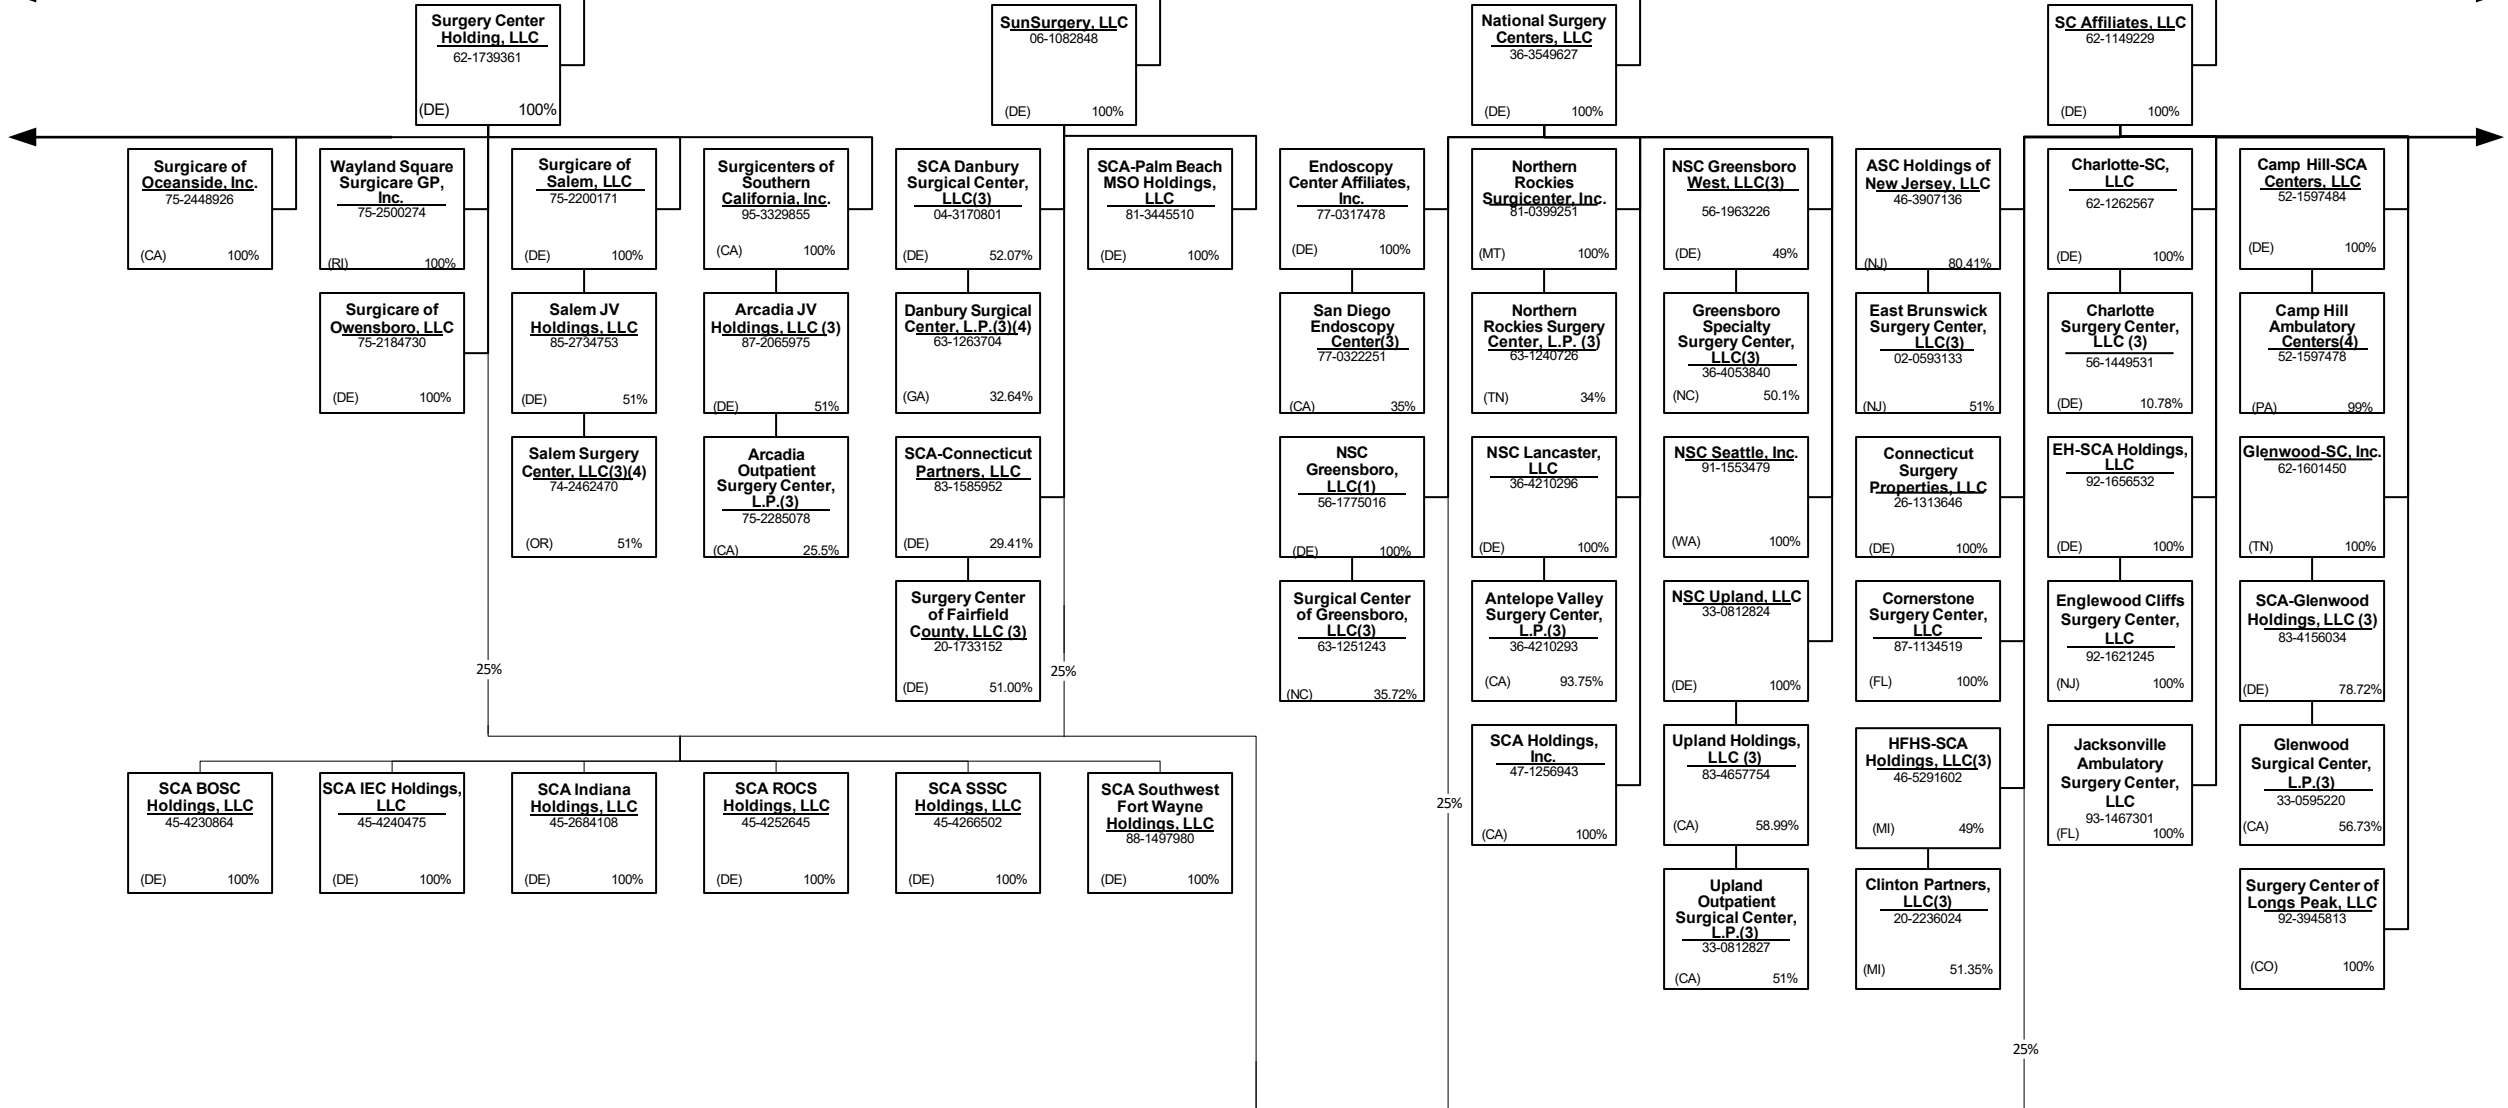 Surgery Center
Holding, LLC
62-1739361
(DE) 100%
SunSurgery, LLC
06-1082848
(DE) 100%
National Surgery
Centers, LLC
36-3549627
(DE) 100%
SC Affiliates, LLC
62-1149229
(DE) 100%
Surgicare of
Oceanside, Inc.
75-2448926
(CA) 100%
Wayland Square
Surgicare GP,
Inc.
75-2500274
(RI) 100%
Surgicare of
Salem, LLC
75-2200171
(DE) 100%
Surgicenters of
Southern
California, Inc.
95-3329855
(CA) 100%
SCA Danbury
Surgical Center,
LLC(3)
04-3170801
(DE) 52.07%
SCA-Palm Beach
MSO Holdings,
LLC
81-3445510
(DE) 100%
Endoscopy
Center Affiliates,
Inc.
77-0317478
(DE) 100%
Northern
Rockies
Surgicenter, Inc.
81-0399251
(MT) 100%
NSC Greensboro
West, LLC(3)
56-1963226
(DE) 49%
ASC Holdings of
New Jersey, LLC
46-3907136
(NJ) 80.41%
Charlotte-SC,
LLC
62-1262567
(DE) 100%
Camp Hill-SCA
Centers, LLC
52-1597484
(DE) 100%
Surgicare of
Owensboro, LLC
75-2184730
(DE) 100%
Salem JV
Holdings, LLC
85-2734753
(DE) 51%
Arcadia JV
Holdings, LLC (3)
87-2065975
(DE) 51%
Danbury Surgical
Center, L.P.(3)(4)
63-1263704
(GA) 32.64%
San Diego
Endoscopy
Center(3)
77-0322251
(CA) 35%
Northern
Rockies Surgery
Center, L.P. (3)
63-1240726
(TN) 34%
Greensboro
Specialty
Surgery Center,
LLC(3)
36-4053840
(NC) 50.1%
East Brunswick
Surgery Center,
LLC(3)
02-0593133
(NJ) 51%
Charlotte
Surgery Center,
LLC (3)
56-1449531
(DE) 10.78%
Camp Hill
Ambulatory
Centers(4)
52-1597478
(PA) 99%
Salem Surgery
Center, LLC(3)(4)
74-2462470
(OR) 51%
Arcadia
Outpatient
Surgery Center,
L.P.(3)
75-2285078
(CA) 25.5%
SCA-Connecticut
Partners, LLC
83-1585952
(DE) 29.41%
NSC
Greensboro,
LLC(1)
56-1775016
(DE) 100%
NSC Lancaster,
LLC
36-4210296
(DE) 100%
NSC Seattle, Inc.
91-1553479
(WA) 100%
Connecticut
Surgery
Properties, LLC
26-1313646
(DE) 100%
EH-SCA Holdings,
LLC
92-1656532
(DE) 100%
Glenwood-SC, Inc.
62-1601450
(TN) 100%
Surgery Center
of Fairfield
County, LLC (3)
20-1733152
(DE) 51.00%
Surgical Center
of Greensboro,
LLC(3)
63-1251243
(NC) 35.72%
Antelope Valley
Surgery Center,
L.P.(3)
36-4210293
(CA) 93.75%
NSC Upland, LLC
33-0812824
(DE) 100%
Cornerstone
Surgery Center,
LLC
87-1134519
(FL) 100%
Englewood Cliffs
Surgery Center,
LLC
92-1621245
(NJ) 100%
SCA-Glenwood
Holdings, LLC (3)
83-4156034
(DE) 78.72%
25%
25%
SCA Holdings,
Inc.
47-1256943
(CA) 100%
Upland Holdings,
LLC (3)
83-4657754
(CA) 58.99%
HFHS-SCA
Holdings, LLC(3)
46-5291602
(MI) 49%
Jacksonville
Ambulatory
Surgery Center,
LLC
93-1467301
(FL) 100%
Glenwood
Surgical Center,
L.P.(3)
33-0595220
(CA) 56.73%
SCA BOSC
Holdings, LLC
45-4230864
(DE) 100%
SCA IEC Holdings,
LLC
45-4240475
(DE) 100%
SCA Indiana
Holdings, LLC
45-2684108
(DE) 100%
SCA ROCS
Holdings, LLC
45-4252645
(DE) 100%
SCA SSSC
Holdings, LLC
45-4266502
(DE) 100%
SCA Southwest
Fort Wayne
Holdings, LLC
88-1497980
(DE) 100%
25%
Upland
Outpatient
Surgical Center,
L.P.(3)
33-0812827
(CA) 51%
Clinton Partners,
LLC(3)
20-2236024
(MI) 51.35%
Surgery Center of
Longs Peak, LLC
92-3945813
(CO) 100%
25%